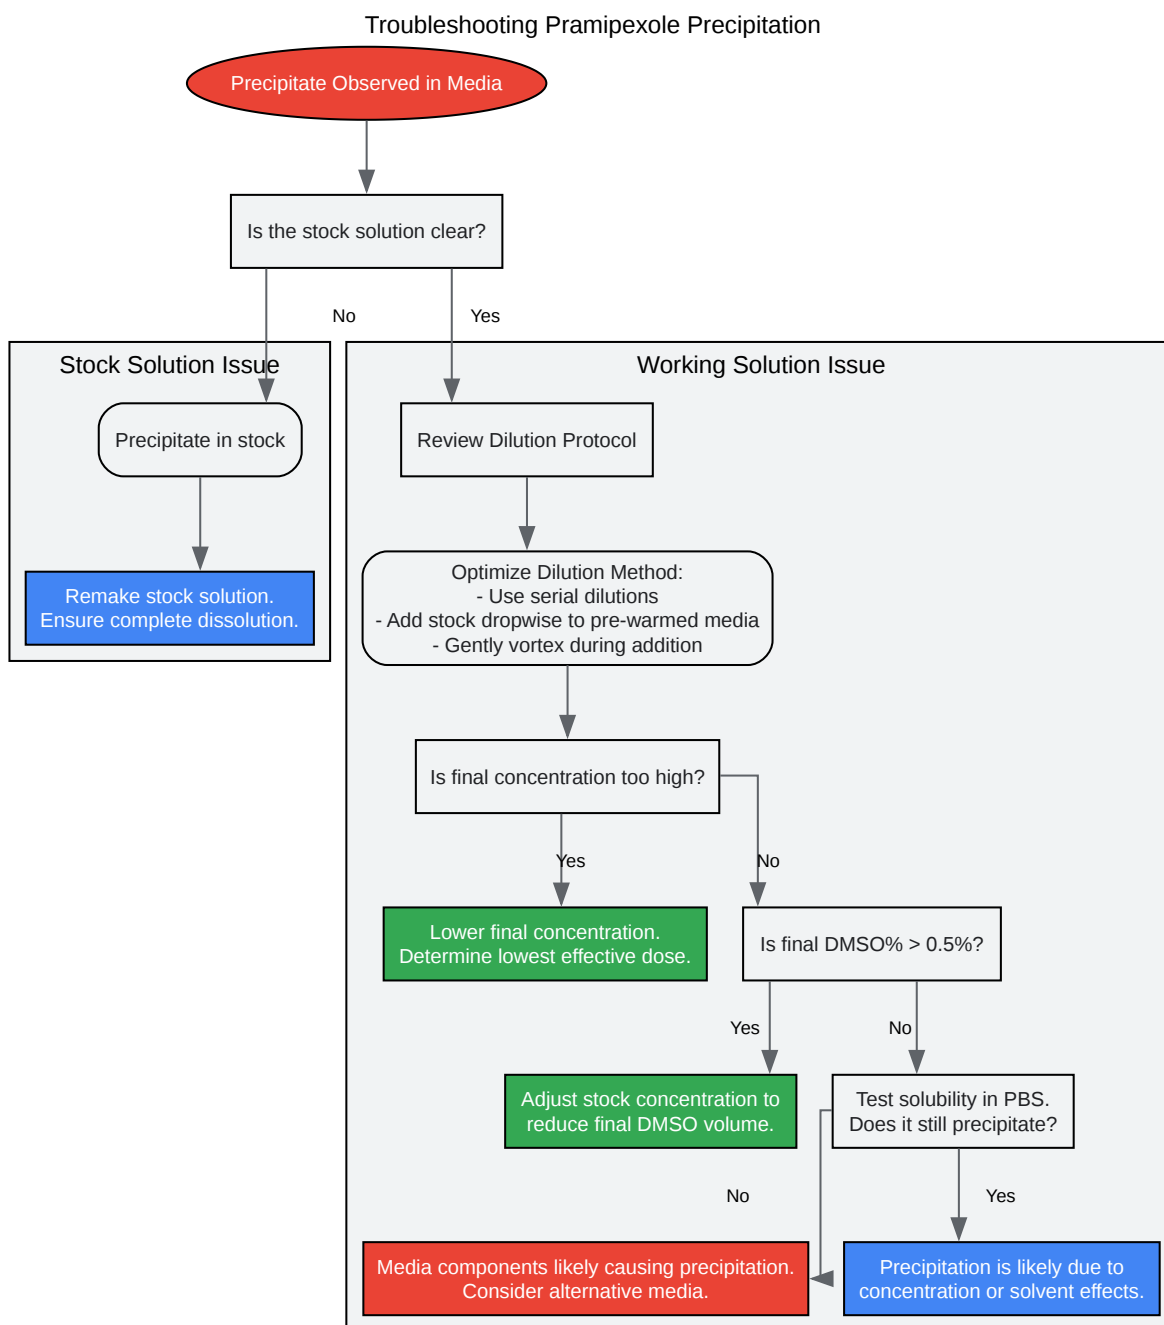 Troubleshooting Pramipexole Precipitation
Precipitate Observed in Media
Is the stock solution clear?
No
Yes
Stock Solution Issue
Precipitate in stock
Remake stock solution.
Ensure complete dissolution.
Working Solution Issue
Review Dilution Protocol
Optimize Dilution Method:
- Use serial dilutions
- Add stock dropwise to pre-warmed media
- Gently vortex during addition
Is final concentration too high?
Yes
No
Lower final concentration.
Determine lowest effective dose.
Is final DMSO% > 0.5%?
Yes
No
Adjust stock concentration to
reduce final DMSO volume.
Test solubility in PBS.
Does it still precipitate?
No
Yes
Media components likely causing precipitation.
Consider alternative media.
Precipitation is likely due to
concentration or solvent effects.